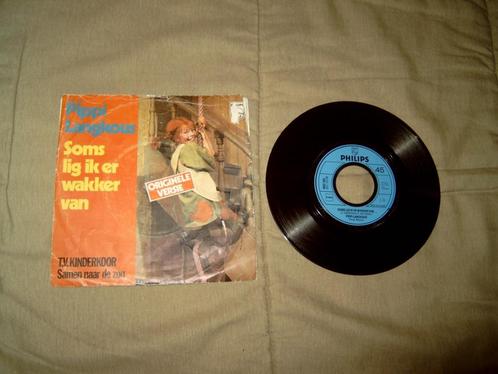 Pippi
Langkous
Soms
lig ik er
wakker
van
ORIGINELE
VERSIE
T.V. KINDERKOOR
Samen naar de zon
PHILIPS
45